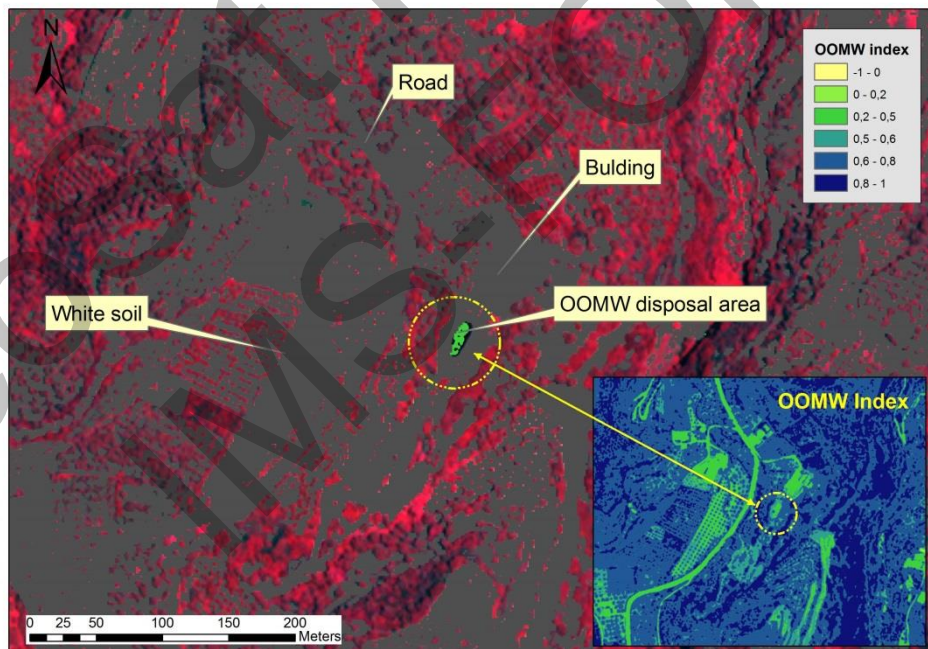 N
Road
Bulding
White soil
OOMW disposal area
OOMW index
-1 - 0
0 - 0,2
0,2 - 0,5
0,5 - 0,6
0,6 - 0,8
0,8 - 1
OOMW Index
0 25 50 100 150 200
Meters